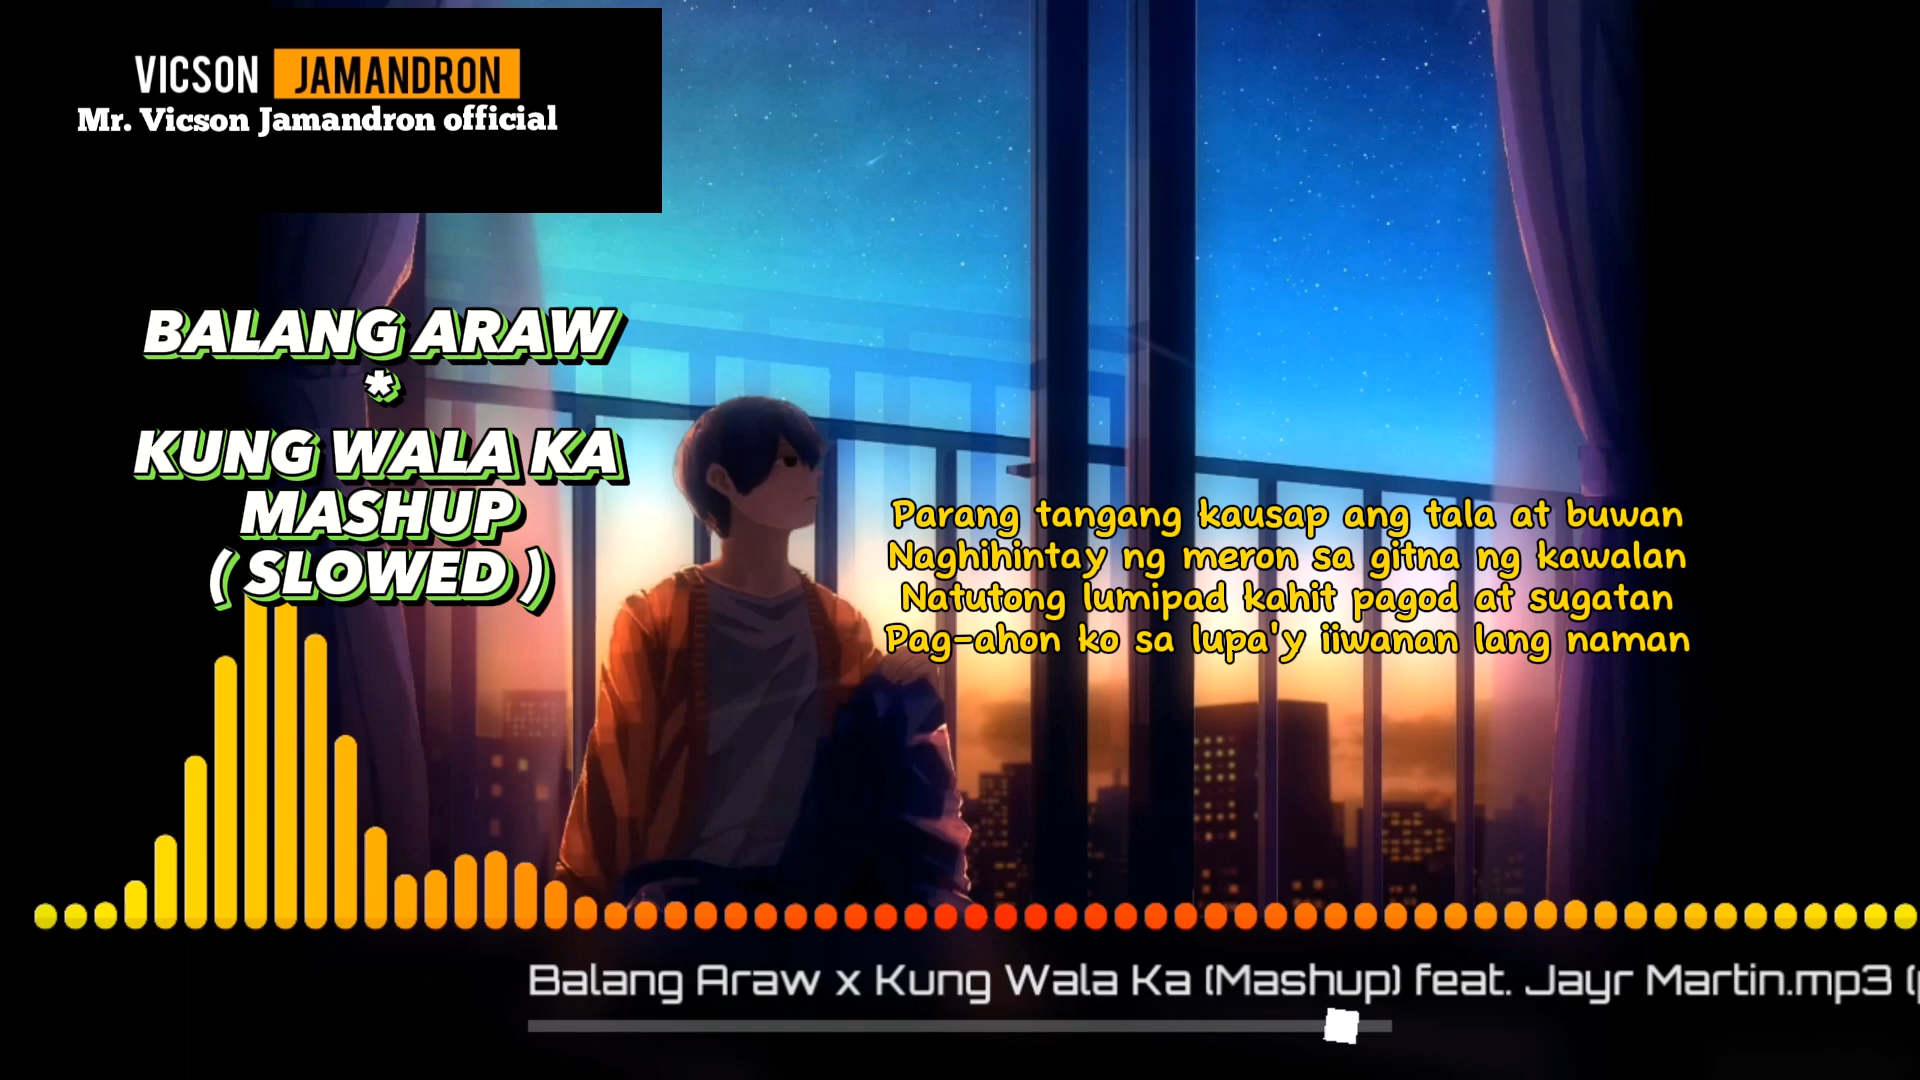 VICSON JAMANDRON
Mr. Vicson Jamandron official
BALANG ARAW
*
KUNG WALA KA
MASHUP
( SLOWED )
Parang tangang kausap ang tala at buwan
Naghihintay ng meron sa gitna ng kawalan
Natutong lumipad kahit pagod at sugatan
Pag-ahon ko sa lupa'y iiwanan lang naman
Balang Araw x Kung Wala Ka (Mashup) feat. Jayr Martin.mp3 (